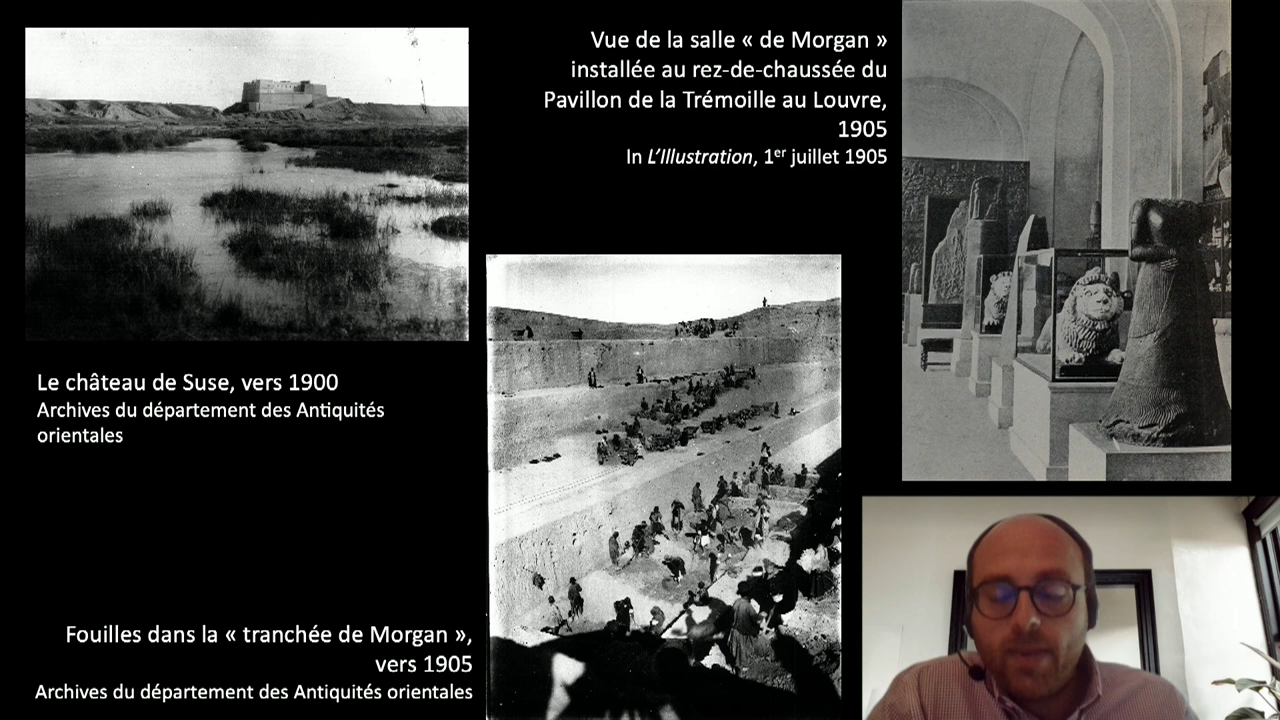 Vue de la salle « de Morgan »
installée au rez-de-chaussée du
Pavillon de la Trémoille au Louvre,
1905
In L’Illustration, 1er juillet 1905
Le château de Suse, vers 1900
Archives du département des Antiquités
orientales
Fouilles dans la « tranchée de Morgan »,
vers 1905
Archives du département des Antiquités orientales